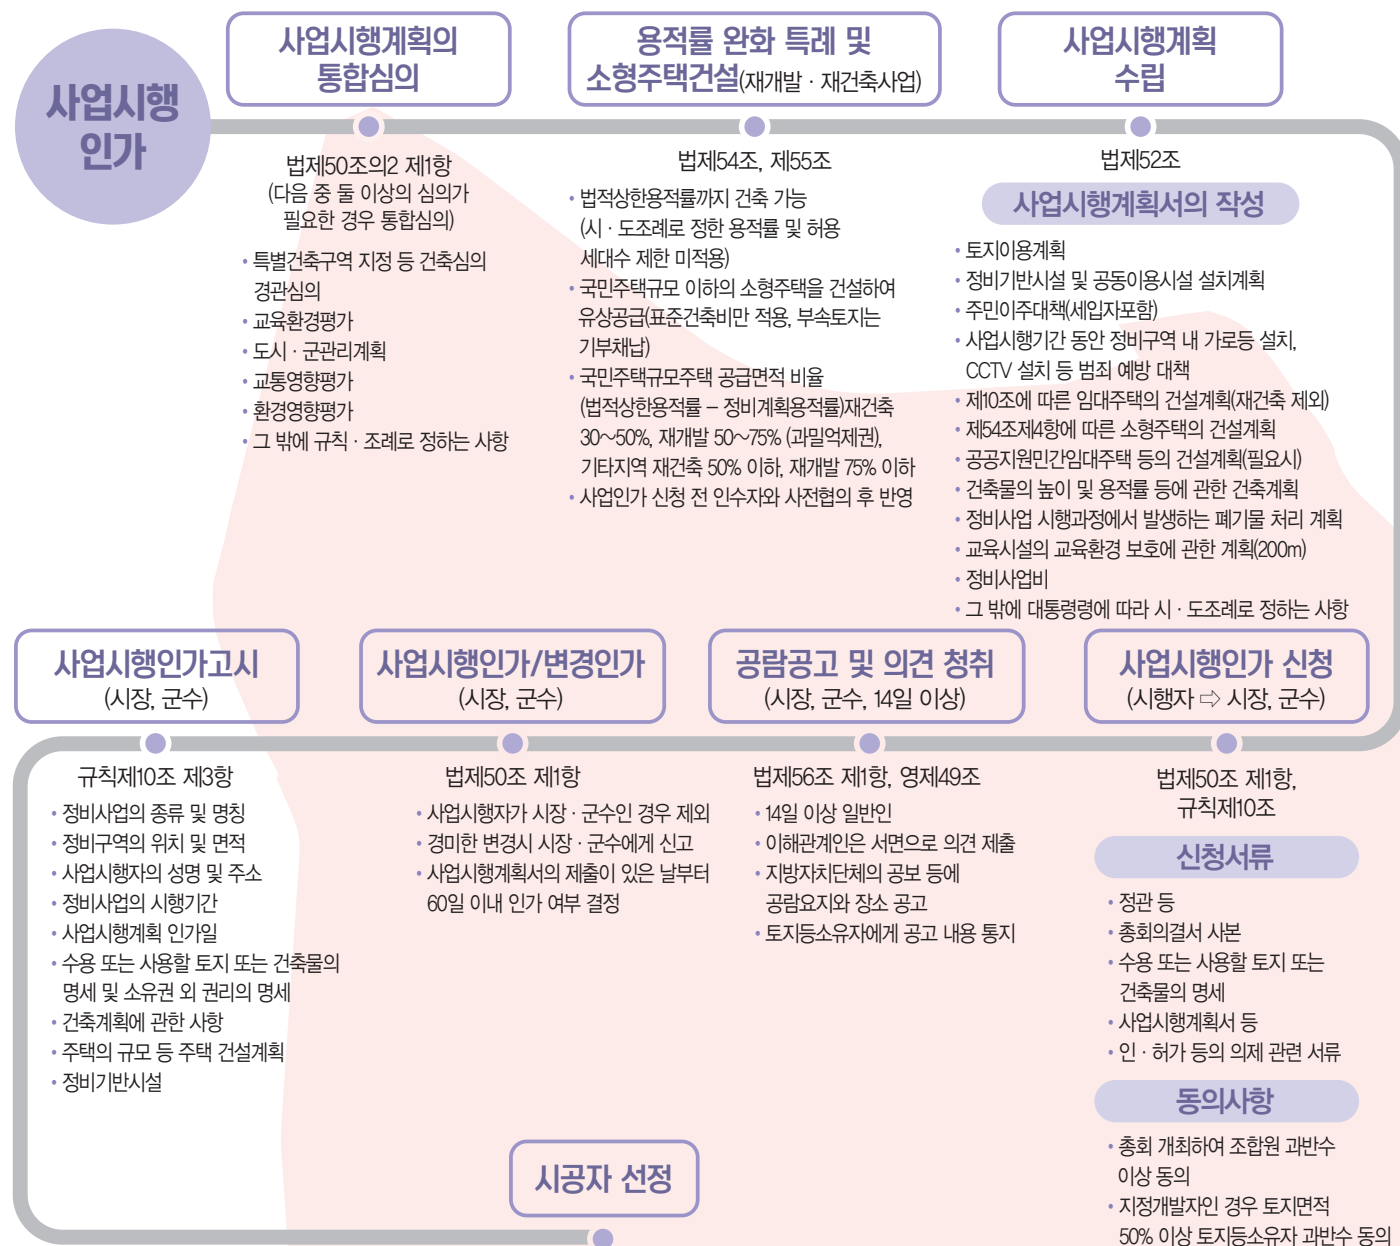 사업시행
인가
사업시행계획의
통합심의
법제50조의2 제1항
(다음 중 둘 이상의 심의가
필요한 경우 통합심의)
• 특별건축구역 지정 등 건축심의
경관심의
• 교육환경평가
• 도시 · 군관리계획
• 교통영향평가
• 환경영향평가
• 그 밖에 규칙 · 조례로 정하는 사항
용적률 완화 특례 및
소형주택건설(재개발 · 재건축사업)
법제54조, 제55조
• 법적상한용적률까지 건축 가능
(시 · 도조례로 정한 용적률 및 허용
세대수 제한 미적용)
• 국민주택규모 이하의 소형주택을 건설하여
유상공급(표준건축비만 적용, 부속토지는
기부채납)
• 국민주택규모주택 공급면적 비율
(법적상한용적률 – 정비계획용적률)재건축
30～50%, 재개발 50～75% (과밀억제권),
기타지역 재건축 50% 이하, 재개발 75% 이하
• 사업인가 신청 전 인수자와 사전협의 후 반영
사업시행계획
수립
법제52조
사업시행계획서의 작성
• 토지이용계획
• 정비기반시설 및 공동이용시설 설치계획
• 주민이주대책(세입자포함)
• 사업시행기간 동안 정비구역 내 가로등 설치,
CCTV 설치 등 범죄 예방 대책
• 제10조에 따른 임대주택의 건설계획(재건축 제외)
• 제54조제4항에 따른 소형주택의 건설계획
• 공공지원민간임대주택 등의 건설계획(필요시)
• 건축물의 높이 및 용적률 등에 관한 건축계획
• 정비사업 시행과정에서 발생하는 폐기물 처리 계획
• 교육시설의 교육환경 보호에 관한 계획(200m)
• 정비사업비
• 그 밖에 대통령령에 따라 시 · 도조례로 정하는 사항
사업시행인가고시
(시장, 군수)
규칙제10조 제3항
• 정비사업의 종류 및 명칭
• 정비구역의 위치 및 면적
• 사업시행자의 성명 및 주소
• 정비사업의 시행기간
• 사업시행계획 인가일
• 수용 또는 사용할 토지 또는 건축물의
명세 및 소유권 외 권리의 명세
• 건축계획에 관한 사항
• 주택의 규모 등 주택 건설계획
• 정비기반시설
사업시행인가/변경인가
(시장, 군수)
법제50조 제1항
• 사업시행자가 시장 · 군수인 경우 제외
• 경미한 변경시 시장 · 군수에게 신고
• 사업시행계획서의 제출이 있은 날부터
60일 이내 인가 여부 결정
공람공고 및 의견 청취
(시장, 군수, 14일 이상)
법제56조 제1항, 영제49조
• 14일 이상 일반인
• 이해관계인은 서면으로 의견 제출
• 지방자치단체의 공보 등에
공람요지와 장소 공고
• 토지등소유자에게 공고 내용 통지
사업시행인가 신청
(시행자 ⇨ 시장, 군수)
법제50조 제1항,
규칙제10조
신청서류
• 정관 등
• 총회의결서 사본
• 수용 또는 사용할 토지 또는
건축물의 명세
• 사업시행계획서 등
• 인 · 허가 등의 의제 관련 서류
동의사항
• 총회 개최하여 조합원 과반수
이상 동의
• 지정개발자인 경우 토지면적
50% 이상 토지등소유자 과반수 동의
시공자 선정